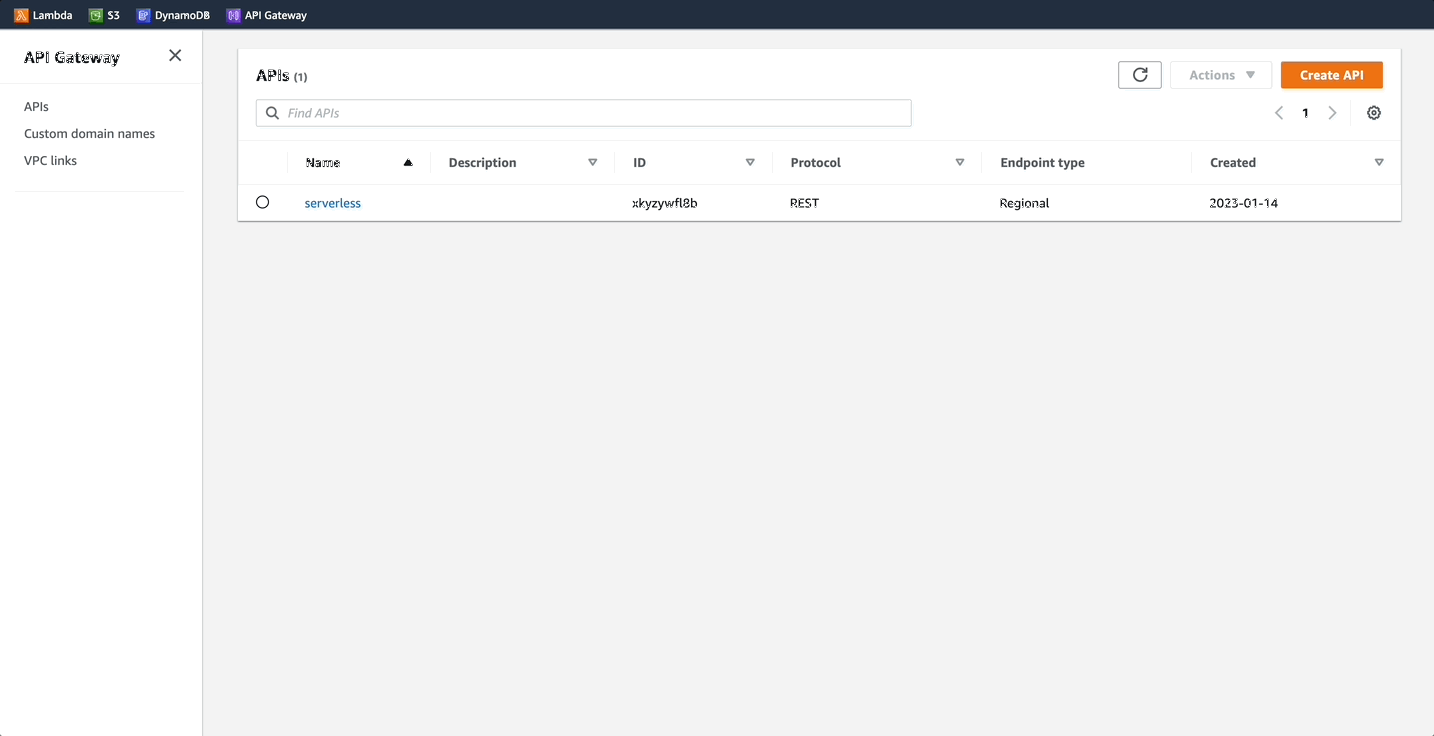 Lambda S3 DynamoDB API Gateway
API Gateway
APIs
Custom domain names
VPC links
APIs (1)
Actions
Create API
Find APIs
1
Name Description ID Protocol Endpoint type Created
serverless xkyzywfl8b REST Regional 2023-01-14